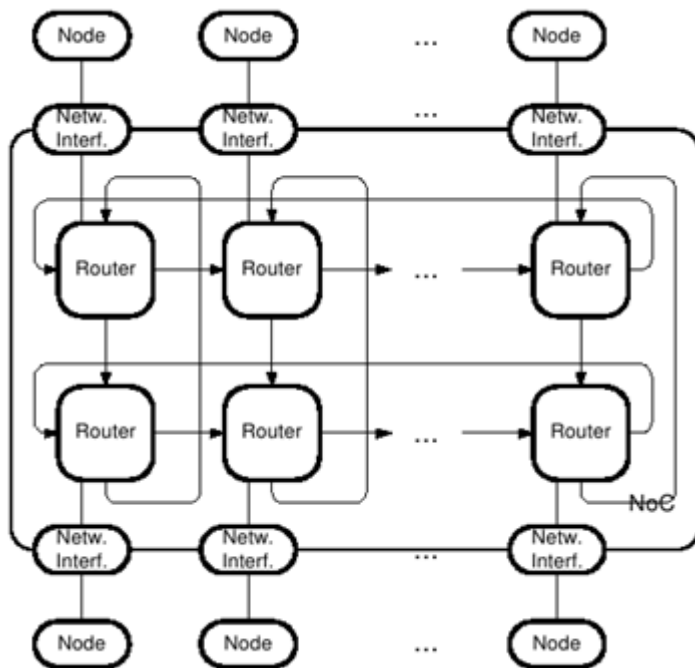 Node Node ... Node
Netw. Netw. ... Netw.
Interf. Interf. Interf.
Router Router ... Router
Router Router ... Router
NoC
Netw. Netw. Netw.
Interf. Interf. ... Interf.
Node Node ... Node